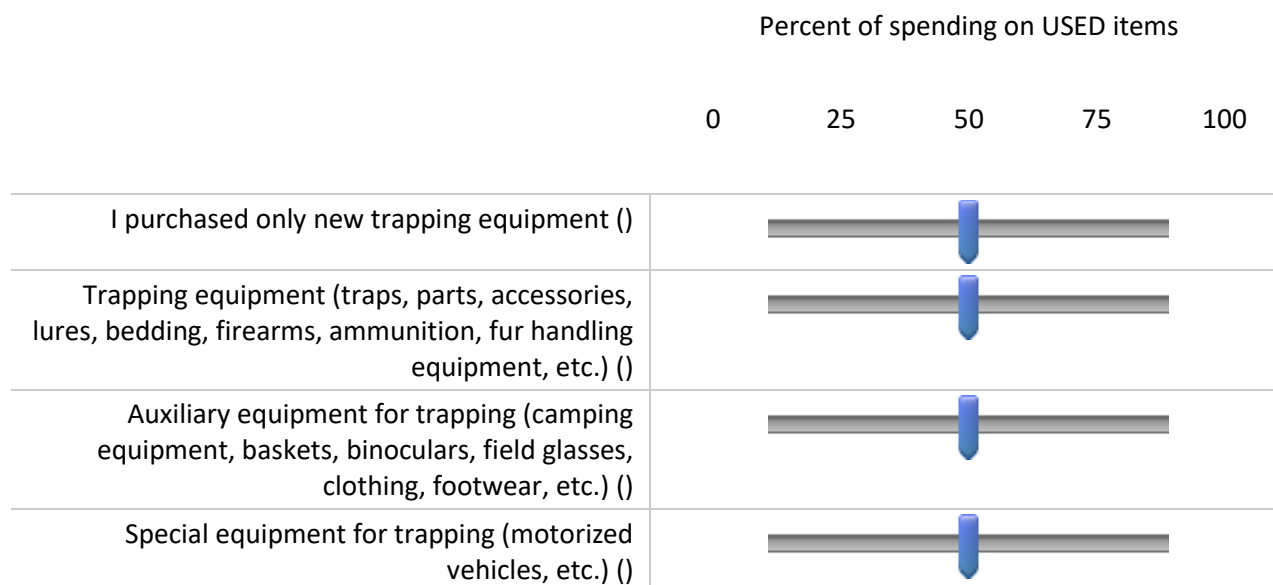 Percent of spending on USED items
0 25 50 75 100
I purchased only new trapping equipment ()
Trapping equipment (traps, parts, accessories,
lures, bedding, firearms, ammunition, fur handling
equipment, etc.) ()
Auxiliary equipment for trapping (camping
equipment, baskets, binoculars, field glasses,
clothing, footwear, etc.) ()
Special equipment for trapping (motorized
vehicles, etc.) ()